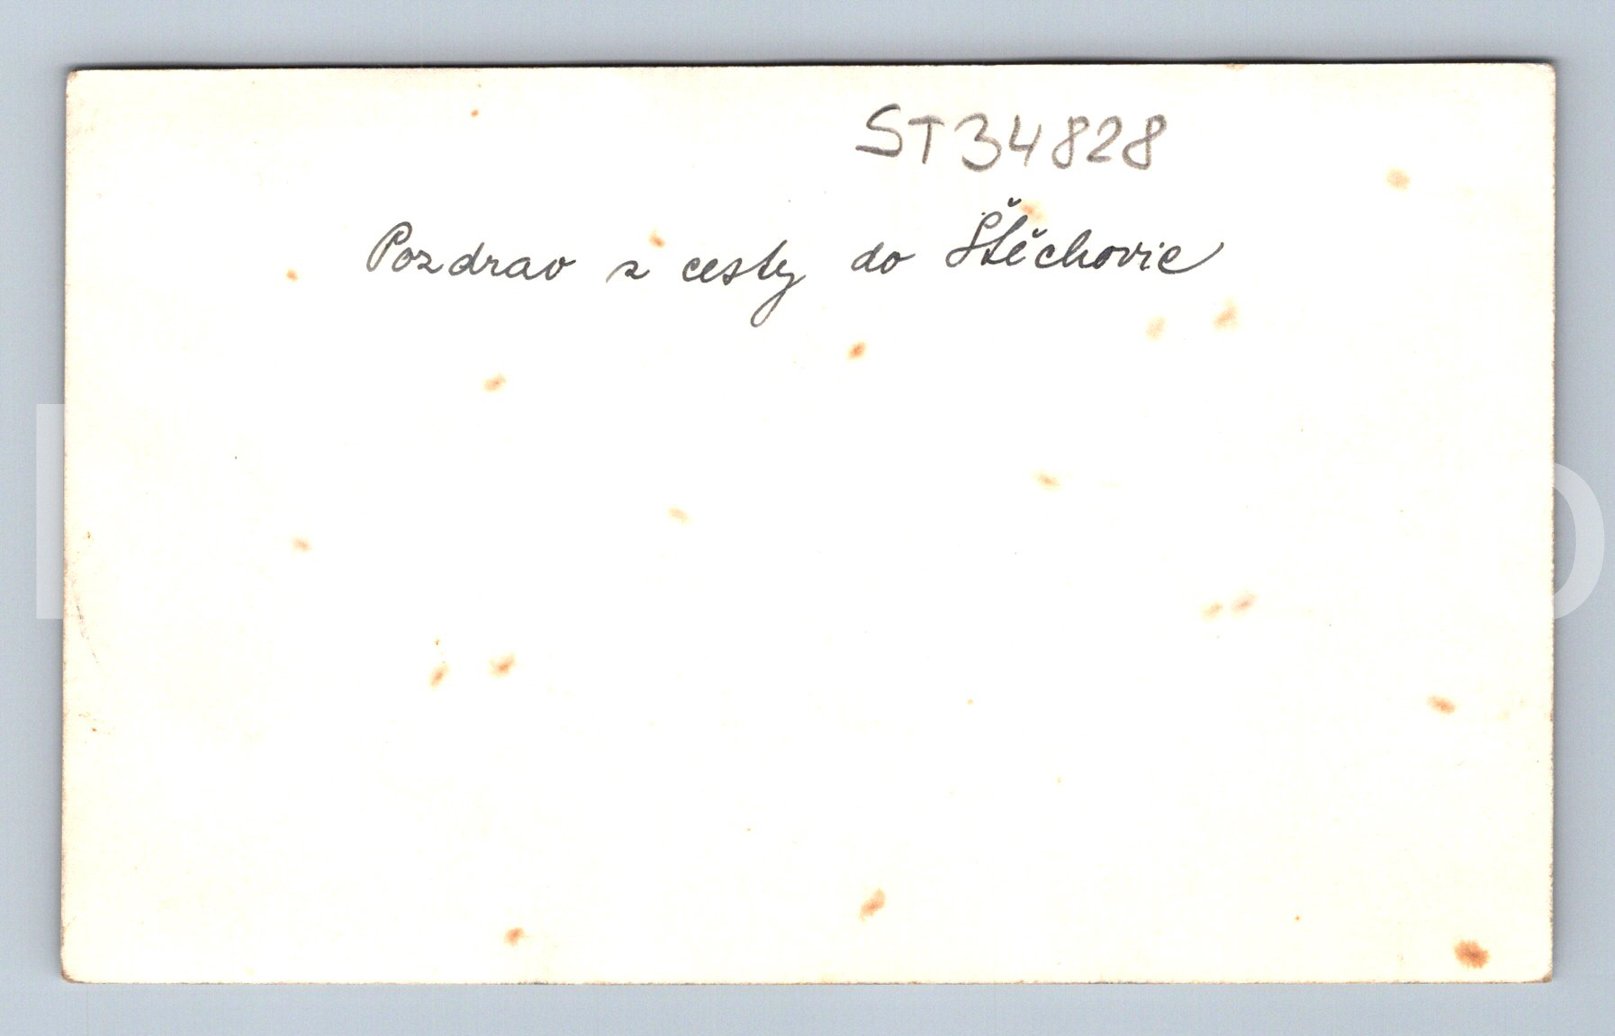 ST34828
Pozdrav z cesty do Štěchovic